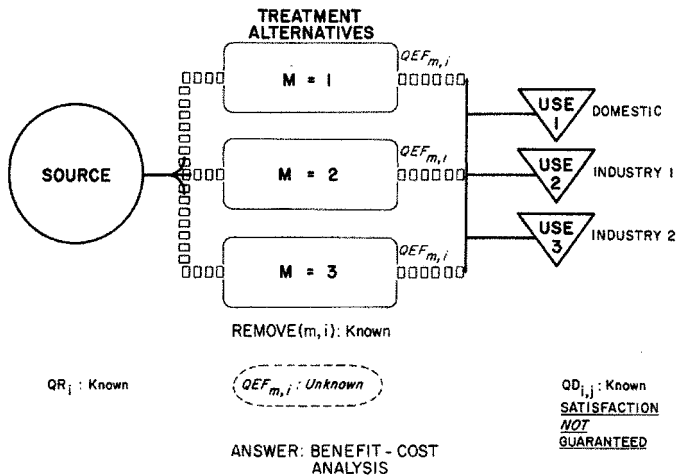 TREATMENT
ALTERNATIVES
QEFm,i
M = 1
USE
1
DOMESTIC
SOURCE
QEFm,i
M = 2
USE
2
INDUSTRY 1
QEFm,i
M = 3
USE
3
INDUSTRY 2
REMOVE(m,i): Known
QRi : Known
QEFm,i : Unknown
QDi,j : Known
SATISFACTION
NOT
GUARANTEED
ANSWER: BENEFIT - COST
ANALYSIS